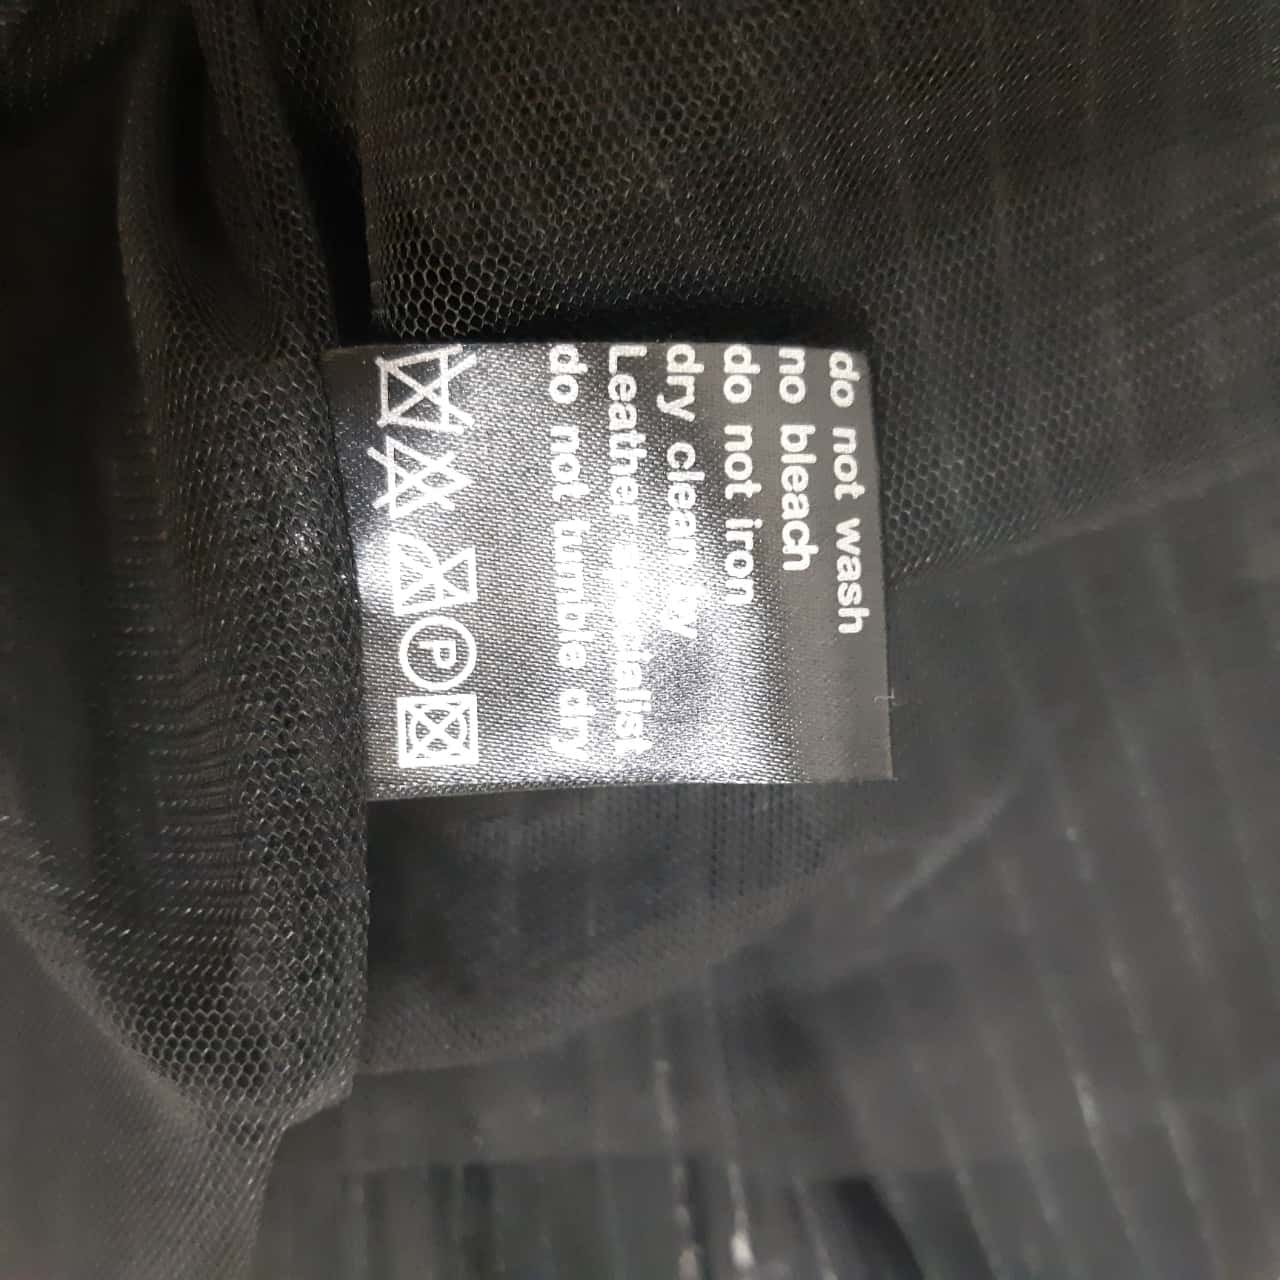 do not wash
no bleach
do not iron
dry clean by
Leather specialist
do not tumble dry
P